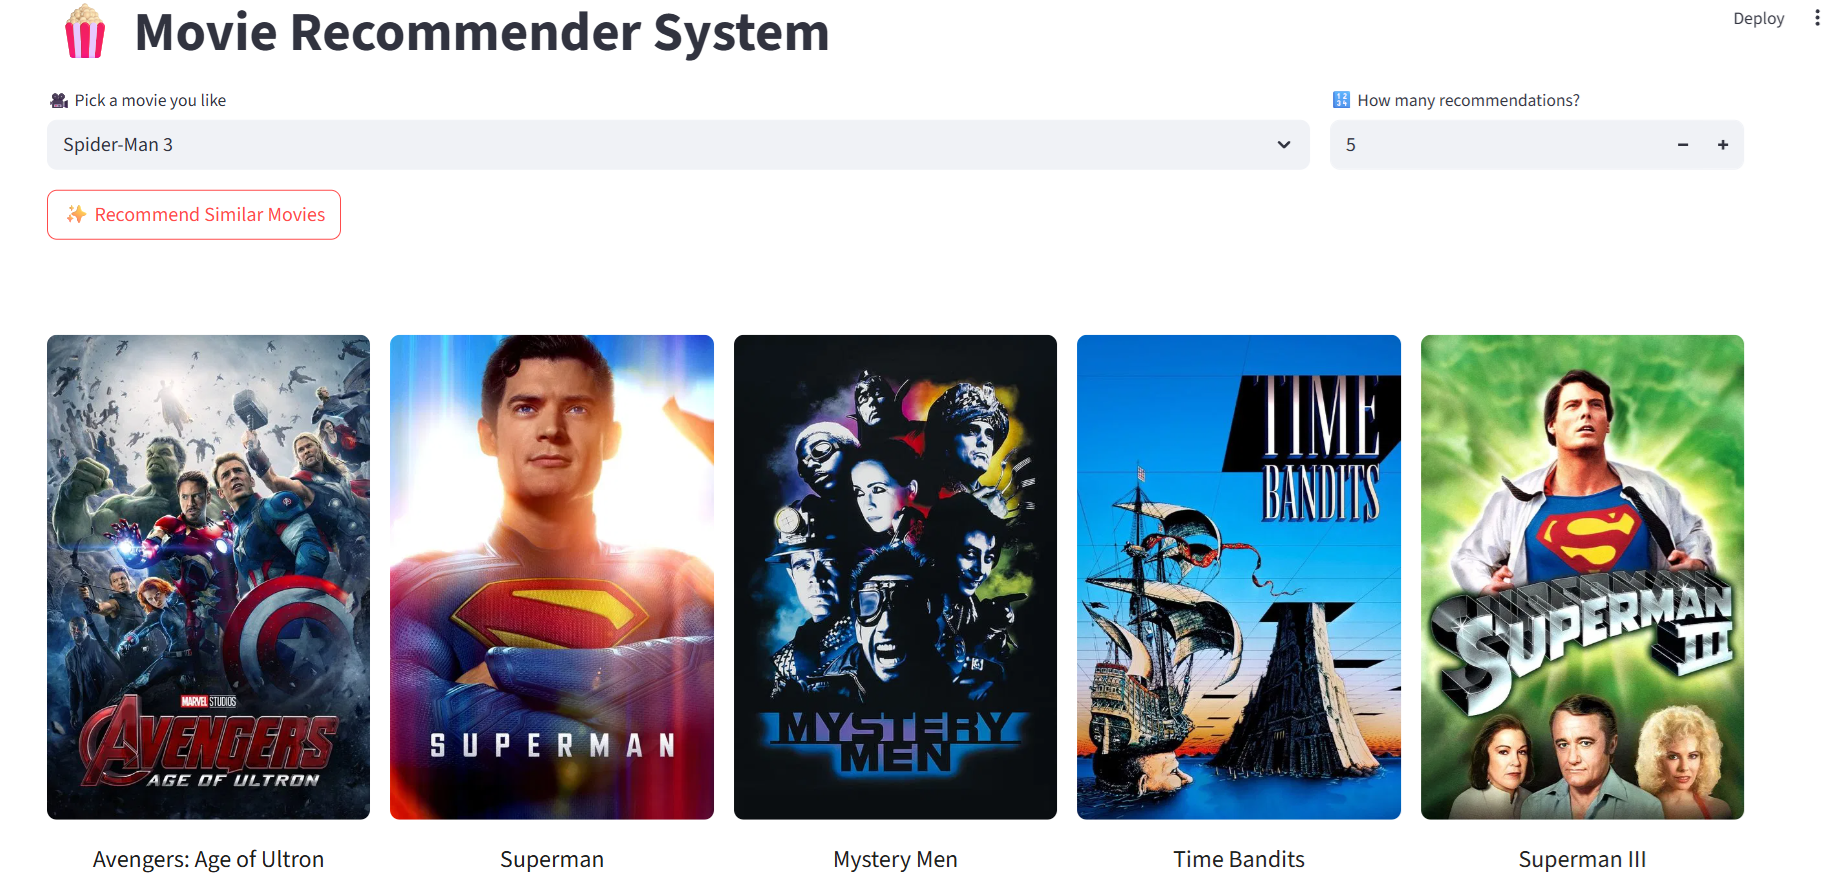 Movie Recommender System
Deploy
Pick a movie you like
How many recommendations?
Spider-Man 3
5
Recommend Similar Movies
MARVEL STUDIOS
AVENGERS
AGE OF ULTRON
SUPERMAN
MYSTERY
MEN
TIME
BANDITS
SUPERMAN
III
Avengers: Age of Ultron
Superman
Mystery Men
Time Bandits
Superman III